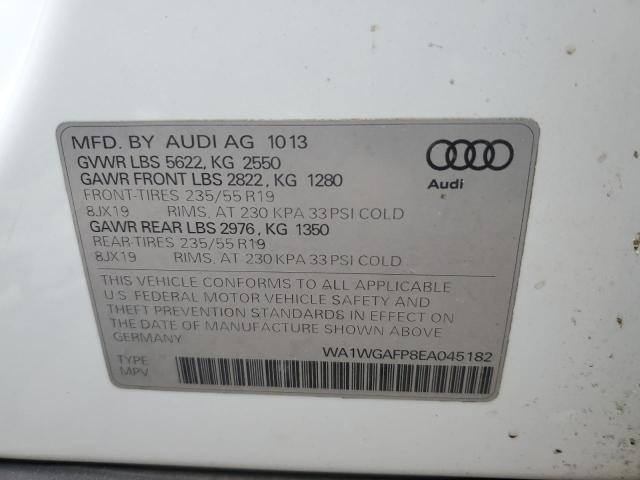 MFD. BY AUDI AG 1013
GVWR LBS 5622, KG 2550
GAWR FRONT LBS 2822, KG 1280
FRONT-TIRES 235/55 R19
8JX19 RIMS, AT 230 KPA 33 PSI COLD
GAWR REAR LBS 2976, KG 1350
REAR-TIRES 235/55 R19
8JX19 RIMS, AT 230 KPA 33 PSI COLD
Audi
THIS VEHICLE CONFORMS TO ALL APPLICABLE
U.S. FEDERAL MOTOR VEHICLE SAFETY AND
THEFT PREVENTION STANDARDS IN EFFECT ON
THE DATE OF MANUFACTURE SHOWN ABOVE.
GERMANY
WA1WGAFP8EA045182
TYPE
MPV